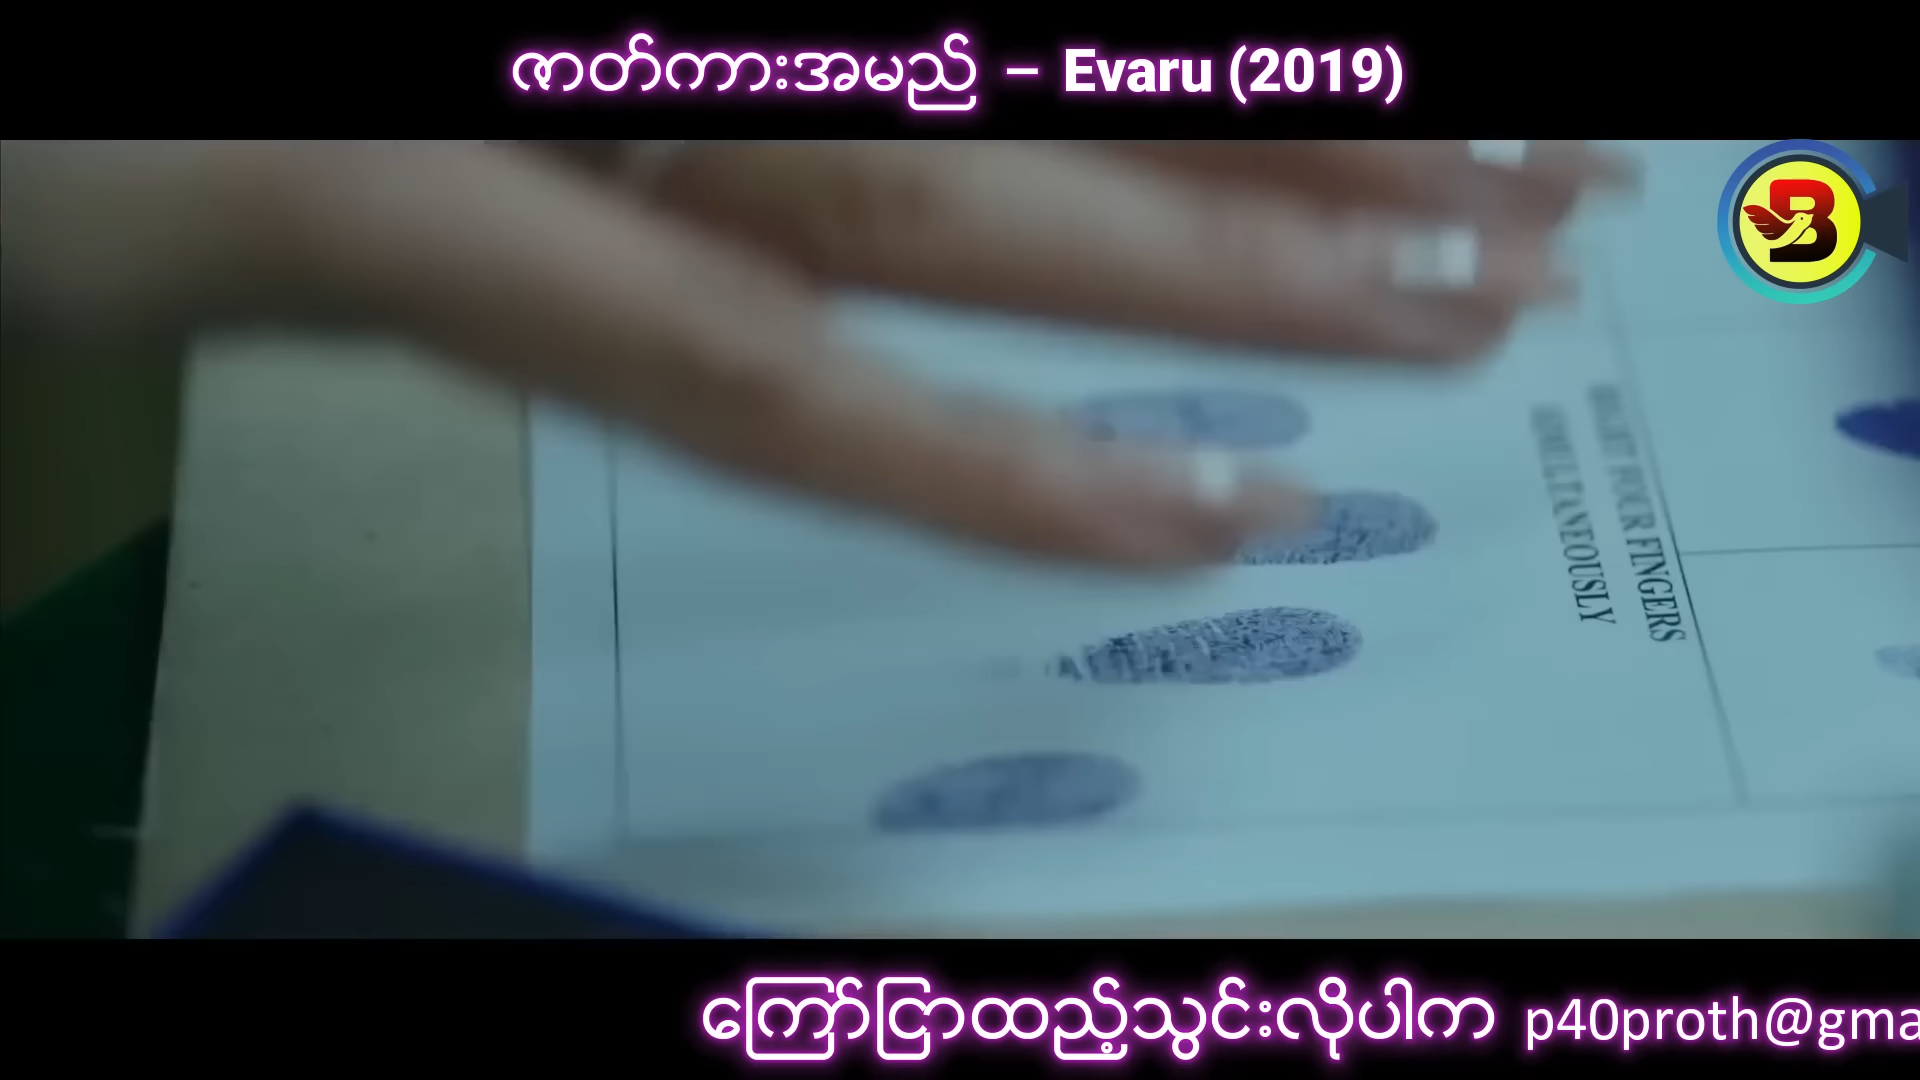 ဇာတ်ကားအမည် – Evaru (2019)
B
RIGHT FOUR FINGERS
SIMULTANEOUSLY
ကြော်ငြာထည့်သွင်းလိုပါက p40proth@gma